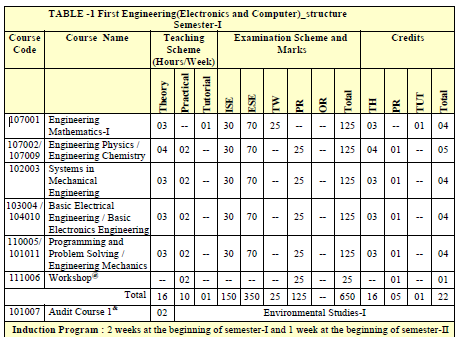 TABLE -1 First Engineering(Electronics and Computer)_structure
Semester-I
Course Code Course Name Teaching Scheme (Hours/Week) Examination Scheme and Marks Credits
Theory Practical Tutorial ISE ESE TW PR OR Total TH PR TUT Total
107001 Engineering Mathematics-I 03 -- 01 30 70 25 -- -- 125 03 -- 01 04
107002/ 107009 Engineering Physics / Engineering Chemistry 04 02 -- 30 70 -- 25 -- 125 04 01 -- 05
102003 Systems in Mechanical Engineering 03 02 -- 30 70 -- 25 -- 125 03 01 -- 04
103004 / 104010 Basic Electrical Engineering / Basic Electronics Engineering 03 02 -- 30 70 -- 25 -- 125 03 01 -- 04
110005/ 101011 Programming and Problem Solving / Engineering Mechanics 03 02 -- 30 70 -- 25 -- 125 03 01 -- 04
111006 Workshop@ -- 02 -- -- -- -- 25 -- 25 -- 01 -- 01
Total 16 10 01 150 350 25 125 -- 650 16 05 01 22
101007 Audit Course 1& 02 Environmental Studies-I
Induction Program : 2 weeks at the beginning of semester-I and 1 week at the beginning of semester-II